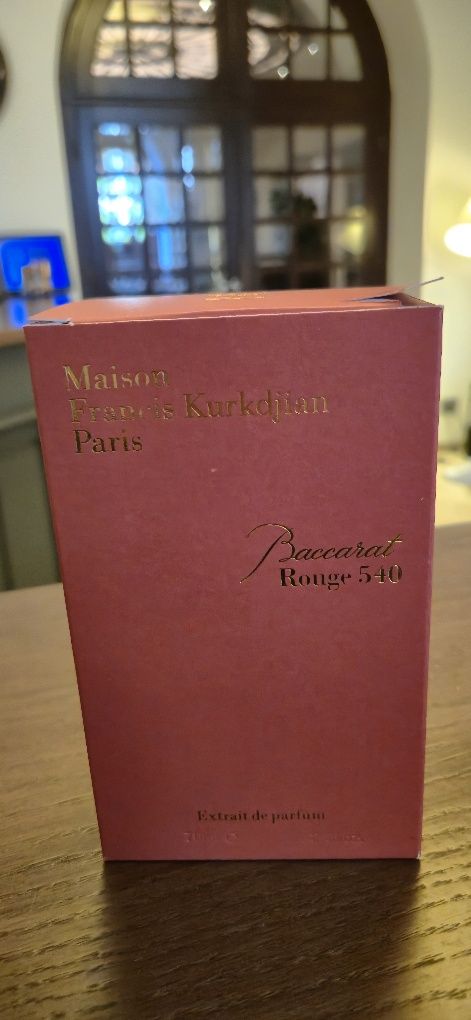 Maison
Francis Kurkdjian
Paris
Baccarat
Rouge 540
Extrait de parfum